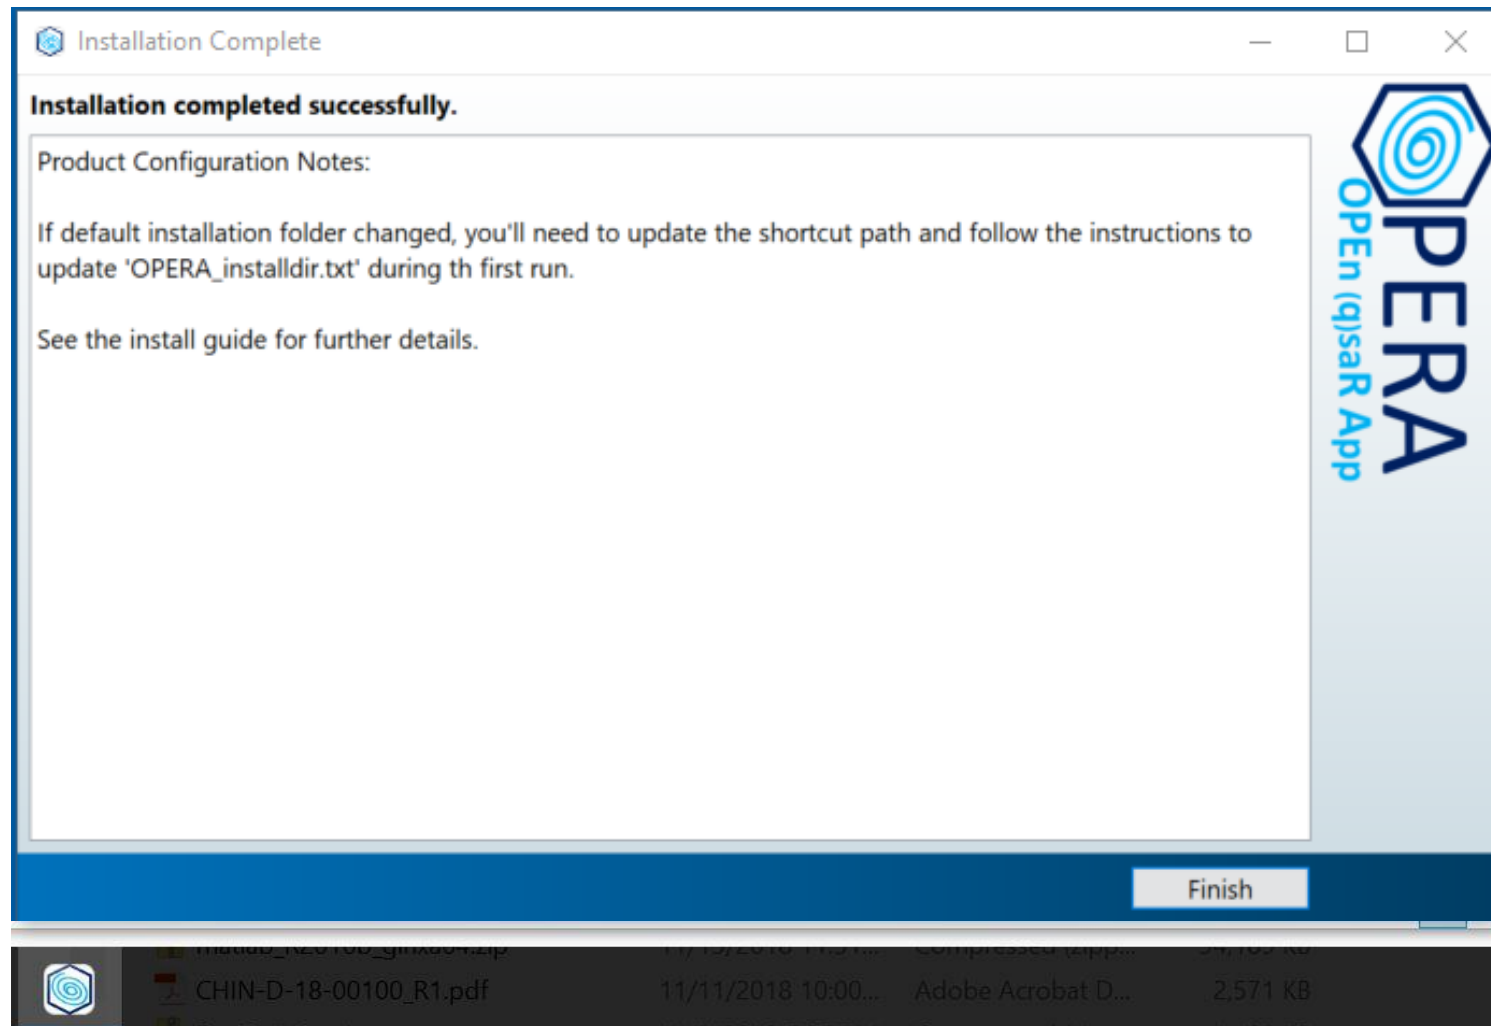 Installation Complete
Installation completed successfully.
Product Configuration Notes:
If default installation folder changed, you'll need to update the shortcut path and follow the instructions to
update 'OPERA_installdir.txt' during th first run.
See the install guide for further details.
OPERA
OPEn (q)saR App
Finish
CHIN-D-18-00100_R1.pdf 11/11/2018 10:00... Adobe Acrobat D... 2,571 KB